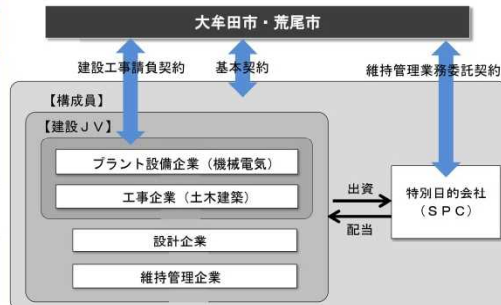 大牟田市・荒尾市
建設工事請負契約
基本契約
維持管理業務委託契約
【構成員】
【建設ＪＶ】
プラント設備企業（機械電気）
工事企業（土木建築）
設計企業
維持管理企業
出資
配当
特別目的会社
（ＳＰＣ）